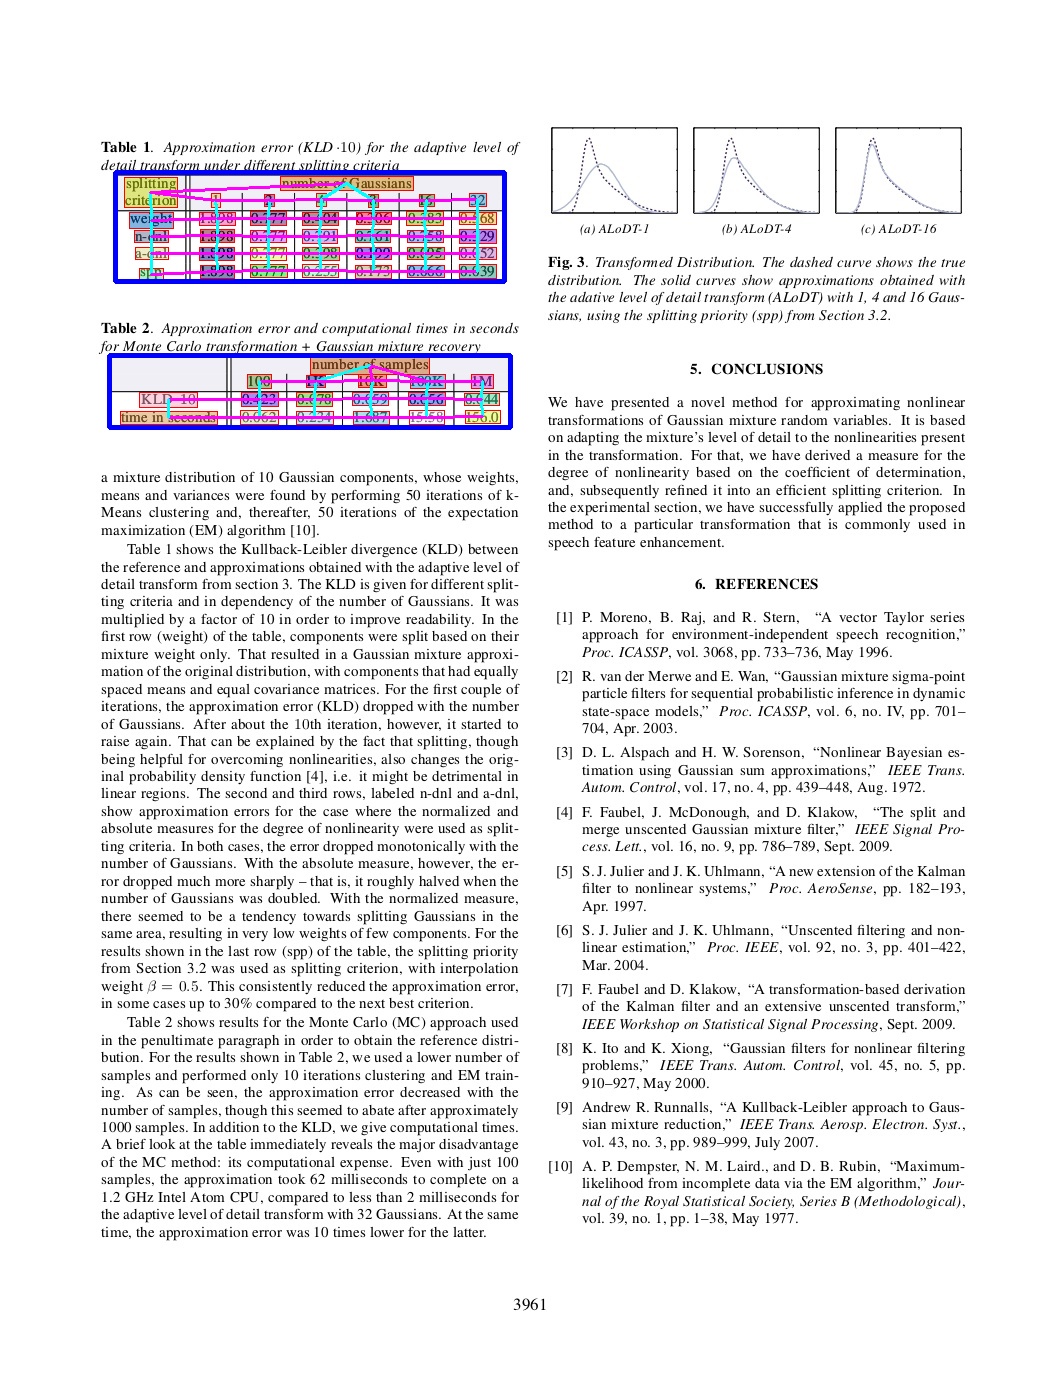 Table 1. Approximation error (KLD ·10) for the adaptive level of
detail transform under different splitting criteria
splitting
criterion
number of Gaussians
1 2 4 8 16 32
weight 1.898 0.777
n-dnl 1.898 0.777
a-dnl 1.898 0.777
spp 1.898 0.777 0.255 0.173 0.066 0.039
Table 2. Approximation error and computational times in seconds
for Monte Carlo transformation + Gaussian mixture recovery
number of samples
100 1K 10K 100K 1M
KLD·10 0.423 0.078 0.059 0.056 0.044
time in seconds 0.062 0.234 1.687 15.58 156.0
a mixture distribution of 10 Gaussian components, whose weights,
means and variances were found by performing 50 iterations of k-
Means clustering and, thereafter, 50 iterations of the expectation
maximization (EM) algorithm [10].
Table 1 shows the Kullback-Leibler divergence (KLD) between
the reference and approximations obtained with the adaptive level of
detail transform from section 3. The KLD is given for different split-
ting criteria and in dependency of the number of Gaussians. It was
multiplied by a factor of 10 in order to improve readability. In the
first row (weight) of the table, components were split based on their
mixture weight only. That resulted in a Gaussian mixture approxi-
mation of the original distribution, with components that had equally
spaced means and equal covariance matrices. For the first couple of
iterations, the approximation error (KLD) dropped with the number
of Gaussians. After about the 10th iteration, however, it started to
raise again. That can be explained by the fact that splitting, though
being helpful for overcoming nonlinearities, also changes the orig-
inal probability density function [4], i.e. it might be detrimental in
linear regions. The second and third rows, labeled n-dnl and a-dnl,
show approximation errors for the case where the normalized and
absolute measures for the degree of nonlinearity were used as split-
ting criteria. In both cases, the error dropped monotonically with the
number of Gaussians. With the absolute measure, however, the er-
ror dropped much more sharply – that is, it roughly halved when the
number of Gaussians was doubled. With the normalized measure,
there seemed to be a tendency towards splitting Gaussians in the
same area, resulting in very low weights of few components. For the
results shown in the last row (spp) of the table, the splitting priority
from Section 3.2 was used as splitting criterion, with interpolation
weight β = 0.5. This consistently reduced the approximation error,
in some cases up to 30% compared to the next best criterion.
Table 2 shows results for the Monte Carlo (MC) approach used
in the penultimate paragraph in order to obtain the reference distri-
bution. For the results shown in Table 2, we used a lower number of
samples and performed only 10 iterations clustering and EM train-
ing. As can be seen, the approximation error decreased with the
number of samples, though this seemed to abate after approximately
1000 samples. In addition to the KLD, we give computational times.
A brief look at the table immediately reveals the major disadvantage
of the MC method: its computational expense. Even with just 100
samples, the approximation took 62 milliseconds to complete on a
1.2 GHz Intel Atom CPU, compared to less than 2 milliseconds for
the adaptive level of detail transform with 32 Gaussians. At the same
time, the approximation error was 10 times lower for the latter.
(a) ALoDT-1 (b) ALoDT-4 (c) ALoDT-16
Fig. 3. Transformed Distribution. The dashed curve shows the true
distribution. The solid curves show approximations obtained with
the adative level of detail transform (ALoDT) with 1, 4 and 16 Gaus-
sians, using the splitting priority (spp) from Section 3.2.
5. CONCLUSIONS
We have presented a novel method for approximating nonlinear
transformations of Gaussian mixture random variables. It is based
on adapting the mixture's level of detail to the nonlinearities present
in the transformation. For that, we have derived a measure for the
degree of nonlinearity based on the coefficient of determination,
and, subsequently refined it into an efficient splitting criterion. In
the experimental section, we have successfully applied the proposed
method to a particular transformation that is commonly used in
speech feature enhancement.
6. REFERENCES
[1] P. Moreno, B. Raj, and R. Stern, “A vector Taylor series
approach for environment-independent speech recognition,”
Proc. ICASSP, vol. 3068, pp. 733–736, May 1996.
[2] R. van der Merwe and E. Wan, “Gaussian mixture sigma-point
particle filters for sequential probabilistic inference in dynamic
state-space models,” Proc. ICASSP, vol. 6, no. IV, pp. 701–
704, Apr. 2003.
[3] D. L. Alspach and H. W. Sorenson, “Nonlinear Bayesian es-
timation using Gaussian sum approximations,” IEEE Trans.
Autom. Control, vol. 17, no. 4, pp. 439–448, Aug. 1972.
[4] F. Faubel, J. McDonough, and D. Klakow, “The split and
merge unscented Gaussian mixture filter,” IEEE Signal Pro-
cess. Lett., vol. 16, no. 9, pp. 786–789, Sept. 2009.
[5] S. J. Julier and J. K. Uhlmann, “A new extension of the Kalman
filter to nonlinear systems,” Proc. AeroSense, pp. 182–193,
Apr. 1997.
[6] S. J. Julier and J. K. Uhlmann, “Unscented filtering and non-
linear estimation,” Proc. IEEE, vol. 92, no. 3, pp. 401–422,
Mar. 2004.
[7] F. Faubel and D. Klakow, “A transformation-based derivation
of the Kalman filter and an extensive unscented transform,”
IEEE Workshop on Statistical Signal Processing, Sept. 2009.
[8] K. Ito and K. Xiong, “Gaussian filters for nonlinear filtering
problems,” IEEE Trans. Autom. Control, vol. 45, no. 5, pp.
910–927, May 2000.
[9] Andrew R. Runnalls, “A Kullback-Leibler approach to Gaus-
sian mixture reduction,” IEEE Trans. Aerosp. Electron. Syst.,
vol. 43, no. 3, pp. 989–999, July 2007.
[10] A. P. Dempster, N. M. Laird., and D. B. Rubin, “Maximum-
likelihood from incomplete data via the EM algorithm,” Jour-
nal of the Royal Statistical Society, Series B (Methodological),
vol. 39, no. 1, pp. 1–38, May 1977.
3961